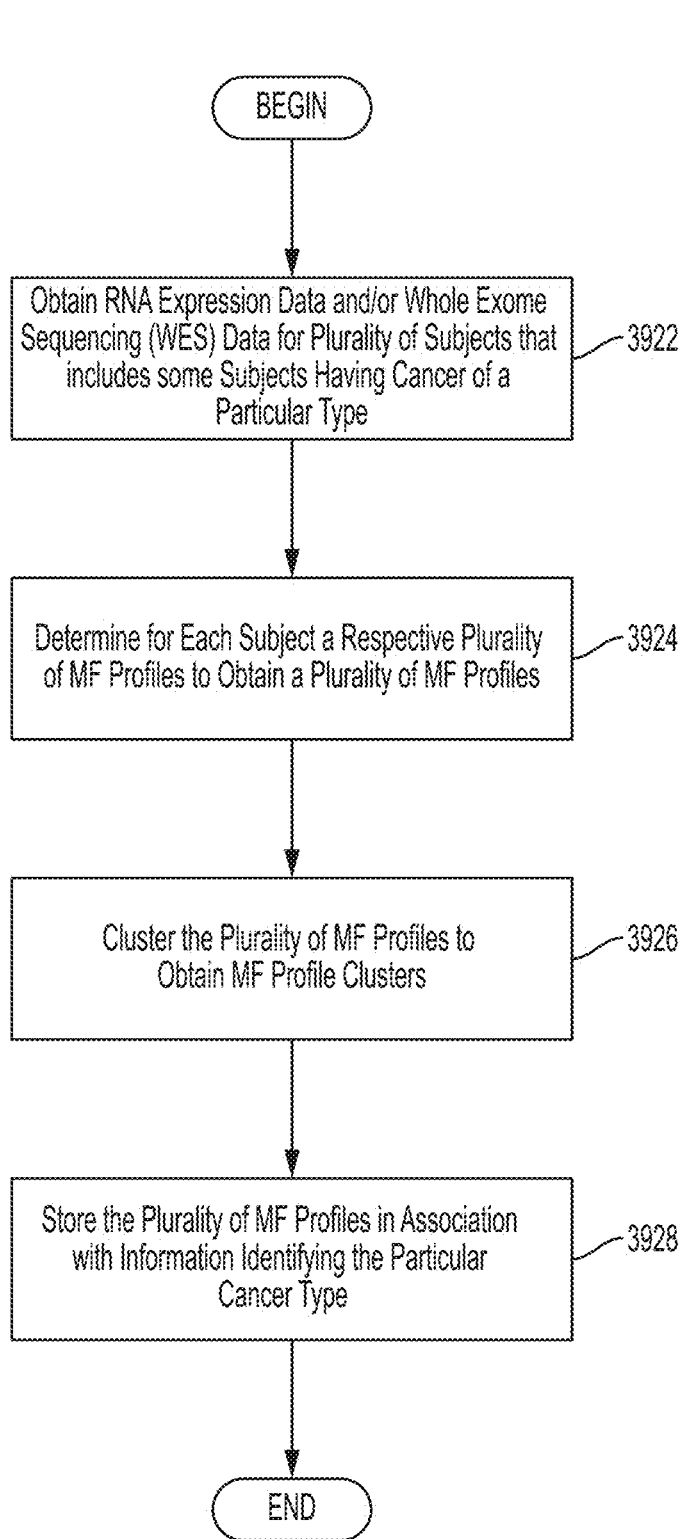 BEGIN
Obtain RNA Expression Data and/or Whole Exome
Sequencing (WES) Data for Plurality of Subjects that
includes some Subjects Having Cancer of a
Particular Type
3922
Determine for Each Subject a Respective Plurality
of MF Profiles to Obtain a Plurality of MF Profiles
3924
Cluster the Plurality of MF Profiles to
Obtain MF Profile Clusters
3926
Store the Plurality of MF Profiles in Association
with Information Identifying the Particular
Cancer Type
3928
END